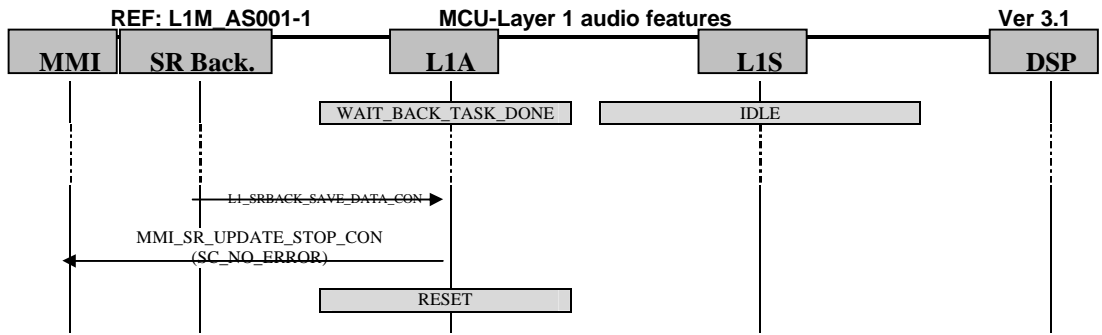 REF: L1M_AS001-1 MCU-Layer 1 audio features Ver 3.1
MMI SR Back. L1A L1S DSP
WAIT_BACK_TASK_DONE IDLE
L1_SRBACK_SAVE_DATA_CON
MMI_SR_UPDATE_STOP_CON
(SC_NO_ERROR)
RESET